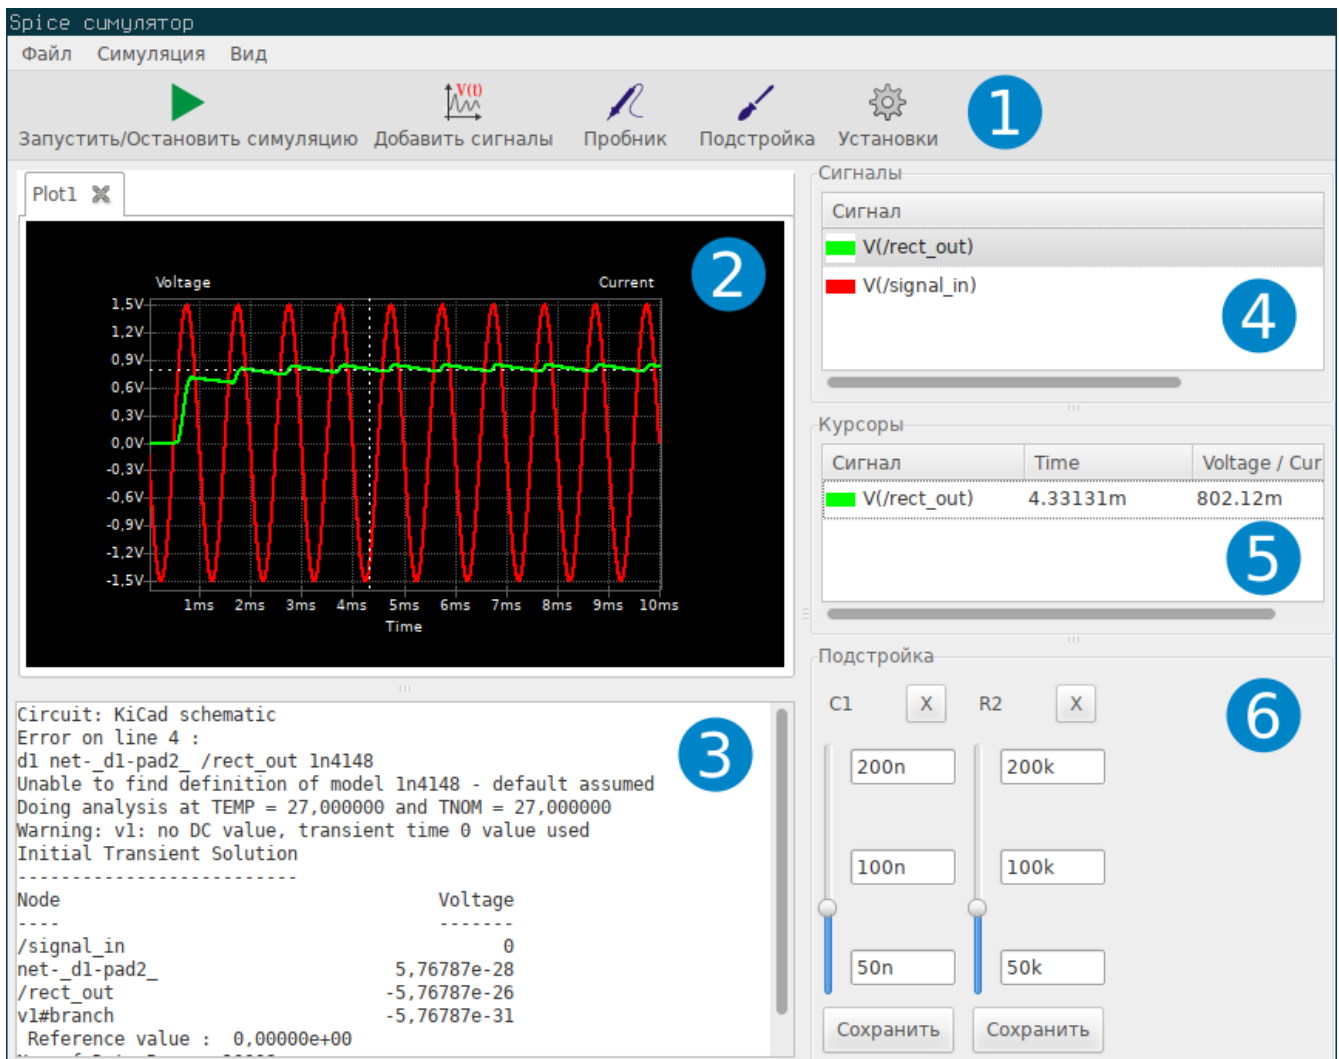 Spice симулятор
Файл Симуляция Вид
V(t)
Запустить/Остановить симуляцию Добавить сигналы Пробник Подстройка Установки
1
Plot1
2
Voltage Current
1,5V
1,2V
0,9V
0,6V
0,3V
0,0V
-0,3V
-0,6V
-0,9V
-1,2V
-1,5V
1ms 2ms 3ms 4ms 5ms 6ms 7ms 8ms 9ms 10ms
Time
Сигналы
Сигнал
V(/rect_out)
V(/signal_in)
4
Курсоры
Сигнал Time Voltage / Cur
V(/rect_out) 4.33131m 802.12m
5
Circuit: KiCad schematic
Error on line 4 :
d1 net-_d1-pad2_ /rect_out 1n4148
Unable to find definition of model 1n4148 - default assumed
Doing analysis at TEMP = 27,000000 and TNOM = 27,000000
Warning: v1: no DC value, transient time 0 value used
Initial Transient Solution
--------------------------
Node Voltage
---- -------
/signal_in 0
net-_d1-pad2_ 5,76787e-28
/rect_out -5,76787e-26
v1#branch -5,76787e-31
Reference value : 0,00000e+00
3
Подстройка
C1 X R2 X
6
200n 200k
100n 100k
50n 50k
Сохранить Сохранить